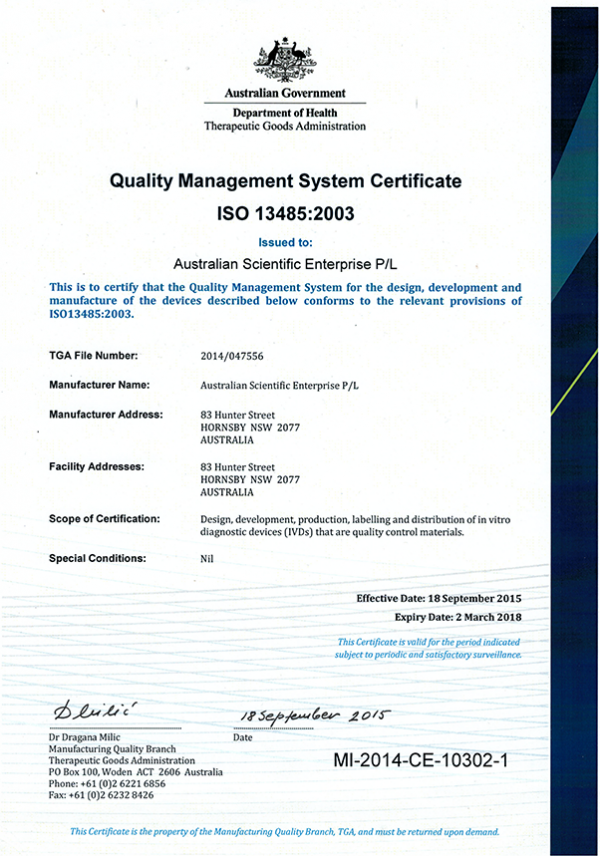 Australian Government
Department of Health
Therapeutic Goods Administration
Quality Management System Certificate
ISO 13485:2003
Issued to:
Australian Scientific Enterprise P/L
This is to certify that the Quality Management System for the design, development and
manufacture of the devices described below conforms to the relevant provisions of
ISO13485:2003.
TGA File Number: 2014/047556
Manufacturer Name: Australian Scientific Enterprise P/L
Manufacturer Address: 83 Hunter Street
HORNSBY NSW 2077
AUSTRALIA
Facility Addresses: 83 Hunter Street
HORNSBY NSW 2077
AUSTRALIA
Scope of Certification: Design, development, production, labelling and distribution of in vitro
diagnostic devices (IVDs) that are quality control materials.
Special Conditions: Nil
Effective Date: 18 September 2015
Expiry Date: 2 March 2018
This Certificate is valid for the period indicated
subject to periodic and satisfactory surveillance.
DMilić 18 September 2015
Dr Dragana Milic Date
Manufacturing Quality Branch
Therapeutic Goods Administration
PO Box 100, Woden ACT 2606 Australia
Phone: +61 (0)2 6221 6856
Fax: +61 (0)2 6232 8426
MI-2014-CE-10302-1
This Certificate is the property of the Manufacturing Quality Branch, TGA, and must be returned upon demand.